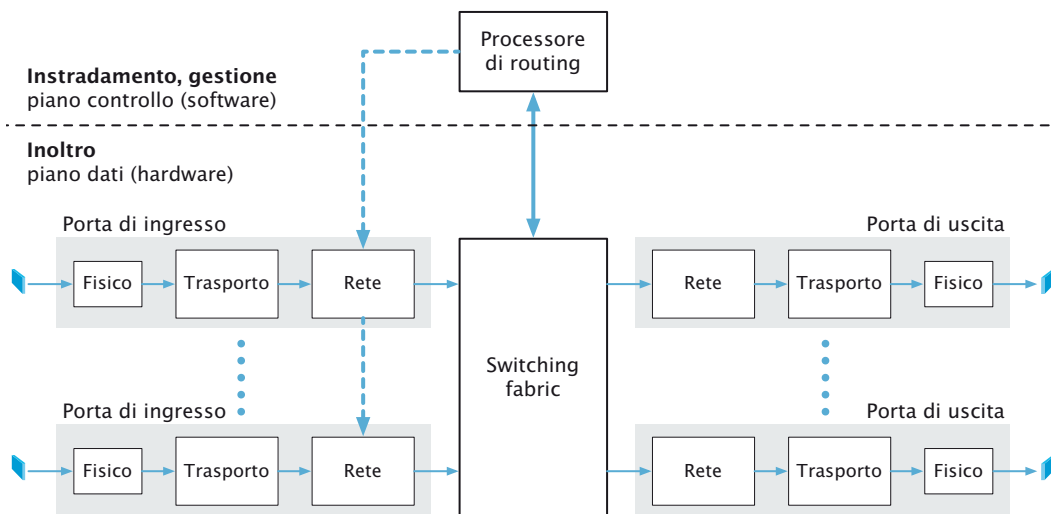 Processore
di routing
Instradamento, gestione
piano controllo (software)
Inoltro
piano dati (hardware)
Porta di ingresso
Porta di uscita
Fisico
Trasporto
Rete
Switching
fabric
Rete
Trasporto
Fisico
Porta di ingresso
Porta di uscita
Fisico
Trasporto
Rete
Rete
Trasporto
Fisico